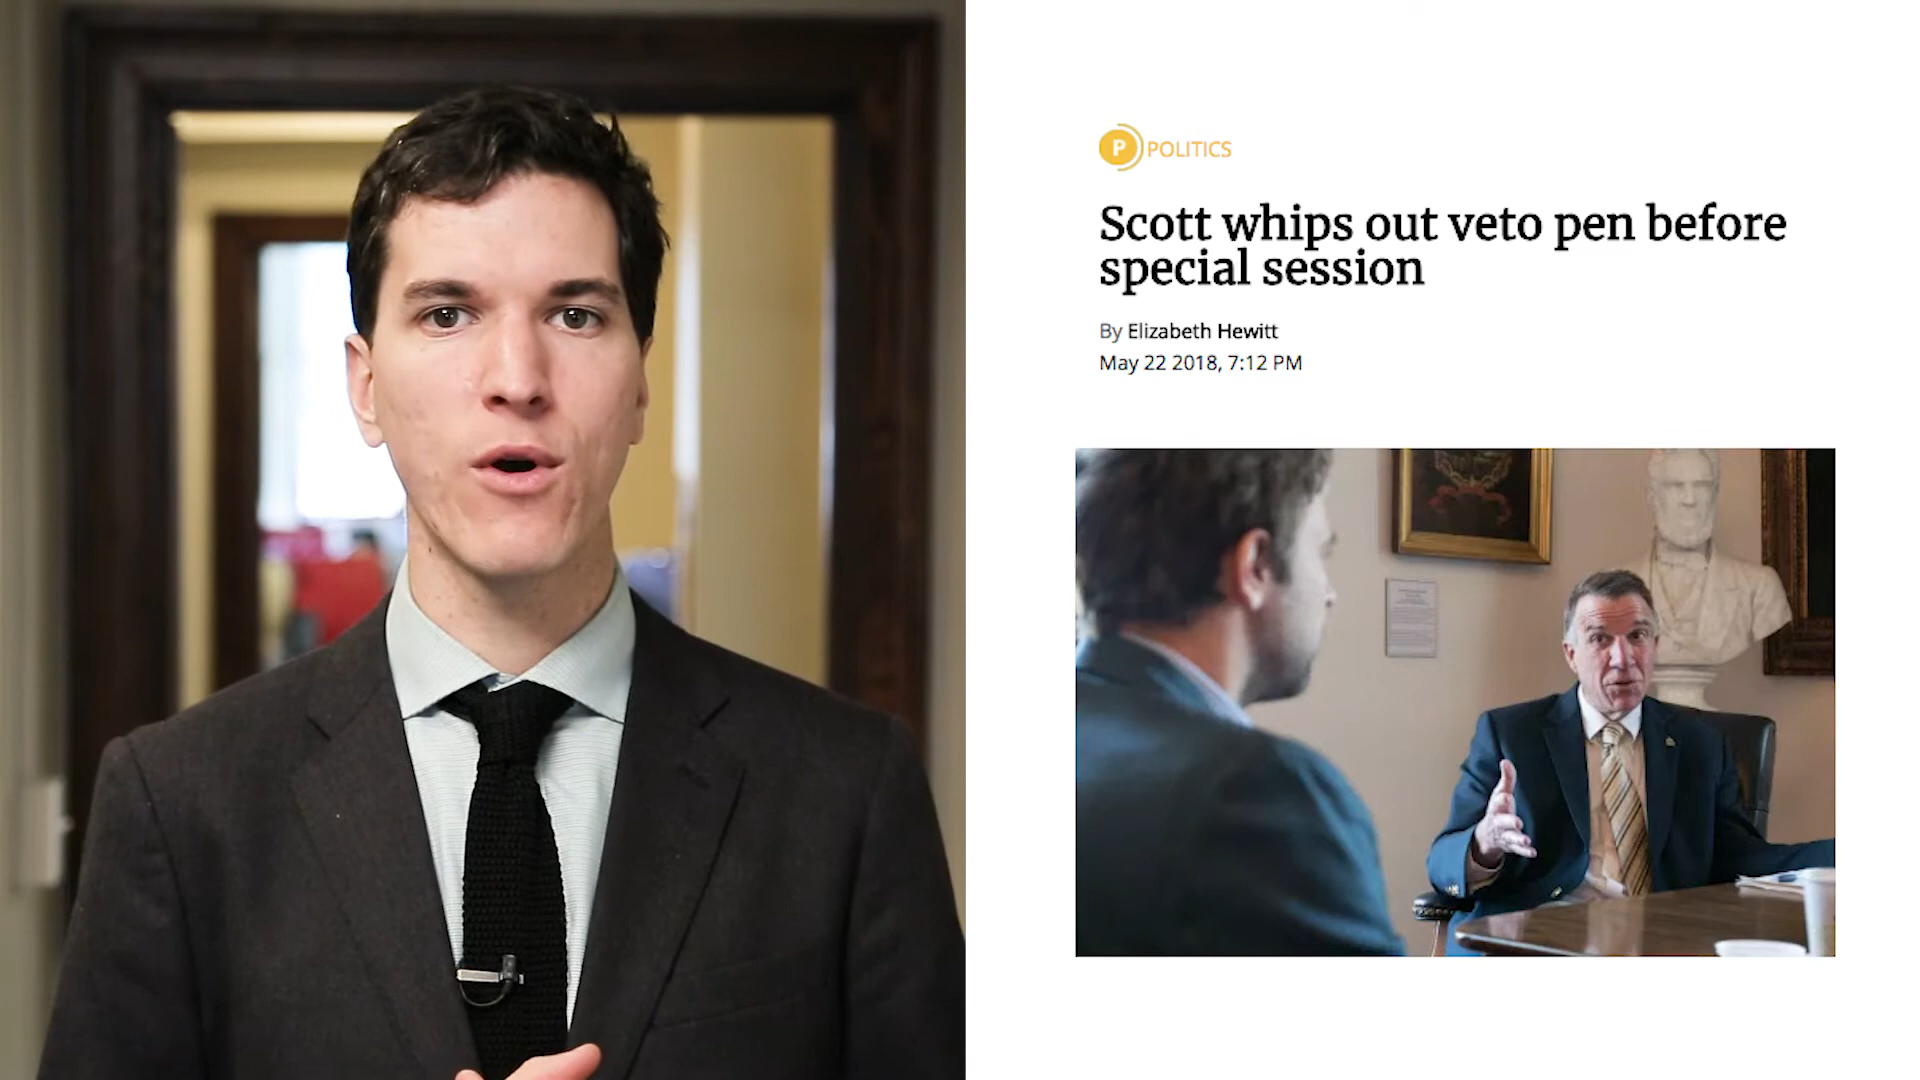 P POLITICS
Scott whips out veto pen before
special session
By Elizabeth Hewitt
May 22 2018, 7:12 PM